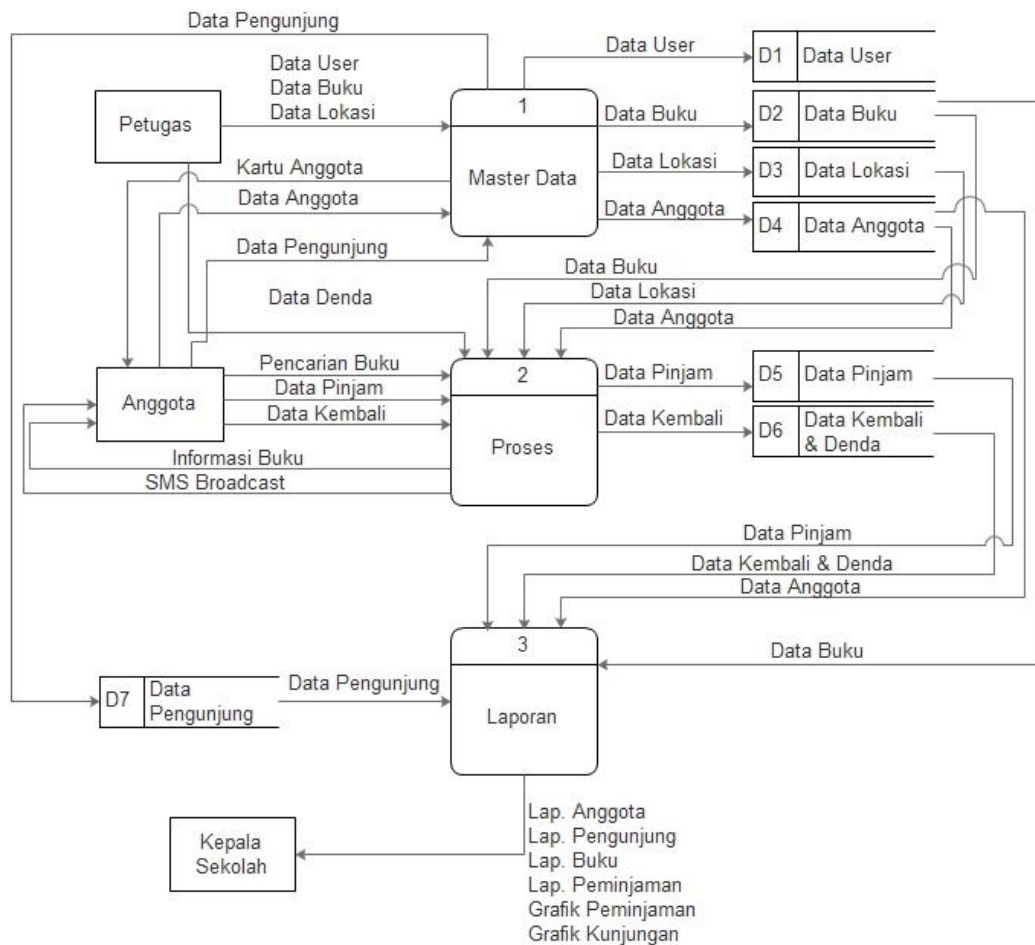 Data Pengunjung
Data User
Data Buku
Data Lokasi
Petugas
1
Master Data
Data User
D1
Data User
Data Buku
D2
Data Buku
Data Lokasi
D3
Data Lokasi
Data Anggota
D4
Data Anggota
Kartu Anggota
Data Anggota
Data Pengunjung
Data Denda
Data Buku
Data Lokasi
Data Anggota
Anggota
Pencarian Buku
Data Pinjam
Data Kembali
Informasi Buku
SMS Broadcast
2
Proses
Data Pinjam
D5
Data Pinjam
Data Kembali
D6
Data Kembali
& Denda
Data Pinjam
Data Kembali & Denda
Data Anggota
Data Buku
3
Laporan
D7
Data
Pengunjung
Data Pengunjung
Kepala
Sekolah
Lap. Anggota
Lap. Pengunjung
Lap. Buku
Lap. Peminjaman
Grafik Peminjaman
Grafik Kunjungan